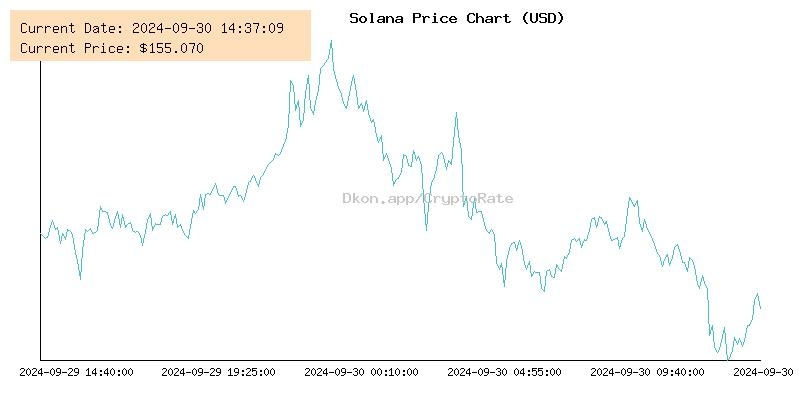 Solana Price Chart (USD)
Current Date: 2024-09-30 14:37:09
Current Price: $155.070
Dkon.app/CryptoRate
2024-09-29 14:40:00 2024-09-29 19:25:00 2024-09-30 00:10:00 2024-09-30 04:55:00 2024-09-30 09:40:00 2024-09-30